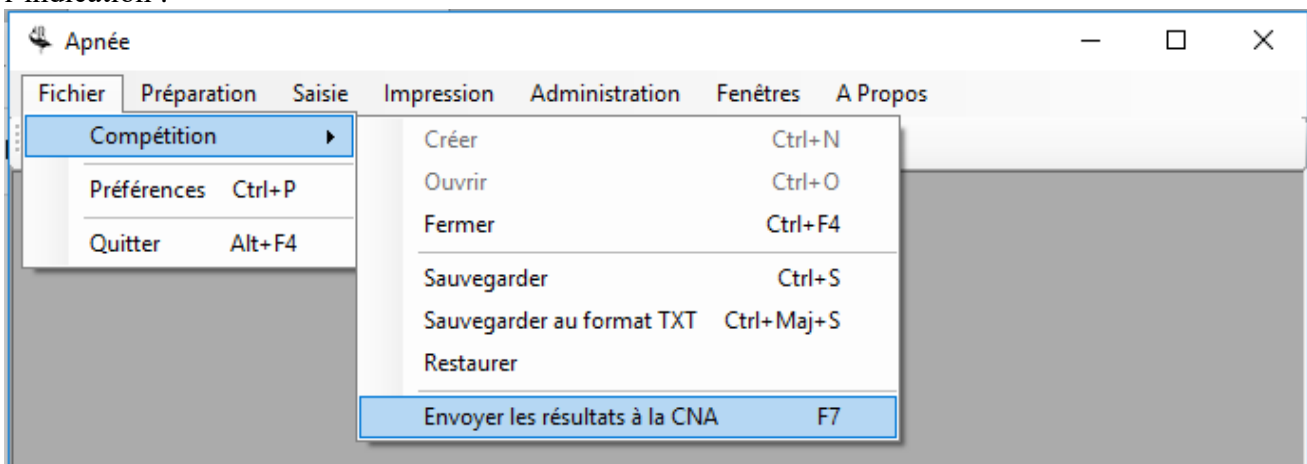 l'indication :
Apnée
Fichier Préparation Saisie Impression Administration Fenêtres A Propos
Compétition
Préférences Ctrl+P
Quitter Alt+F4
Créer Ctrl+N
Ouvrir Ctrl+O
Fermer Ctrl+F4
Sauvegarder Ctrl+S
Sauvegarder au format TXT Ctrl+Maj+S
Restaurer
Envoyer les résultats à la CNA F7